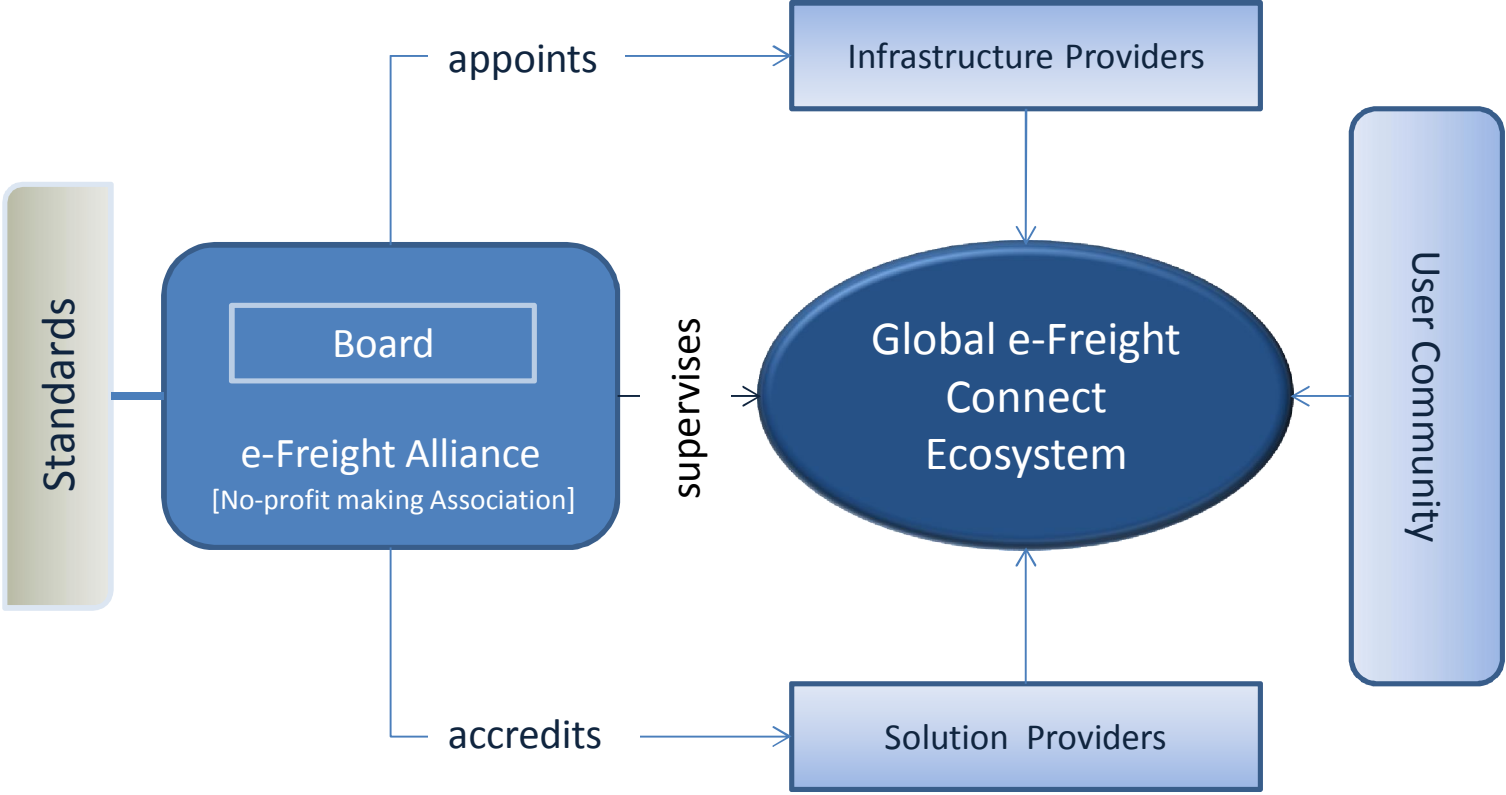 appoints
Infrastructure Providers
Standards
Board
e-Freight Alliance
[No-profit making Association]
supervises
Global e-Freight
Connect
Ecosystem
User Community
accredits
Solution Providers